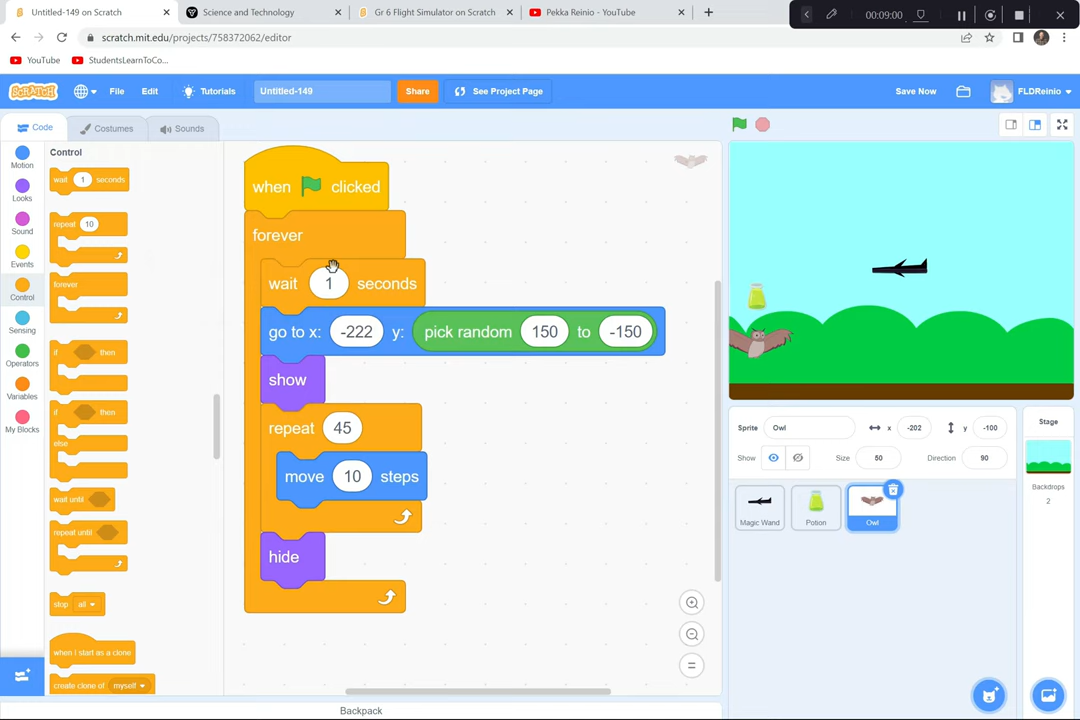 Untitled-149 on Scratch
Science and Technology
Gr 6 Flight Simulator on Scratch
Pekka Reinio - YouTube
00:09:00
scratch.mit.edu/projects/758372062/editor
YouTube
StudentsLearnToCo...
SCRATCH
File
Edit
Tutorials
Untitled-149
Share
See Project Page
Save Now
FLDReinio
Code
Costumes
Sounds
Motion
Looks
Sound
Events
Control
Sensing
Operators
Variables
My Blocks
Control
wait 1 seconds
repeat 10
forever
if then
if then
else
wait until
repeat until
stop all
when I start as a clone
create clone of myself
when clicked
forever
wait 1 seconds
go to x: -222 y: pick random 150 to -150
show
repeat 45
move 10 steps
hide
Sprite Owl x -202 y -100
Show Size 50 Direction 90
Magic Wand
Potion
Owl
Stage
Backdrops
2
Backpack